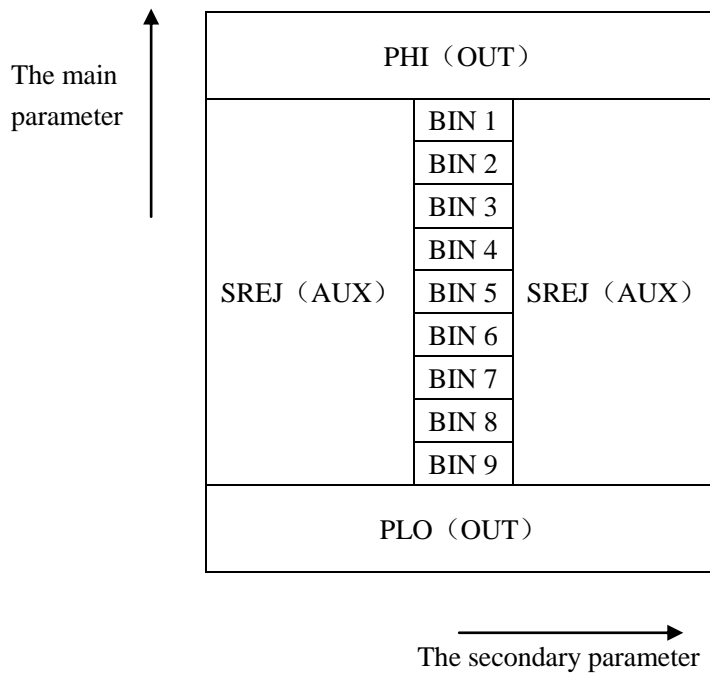 The main
parameter
PHI（OUT）
BIN 1
BIN 2
BIN 3
BIN 4
SREJ（AUX） BIN 5 SREJ（AUX）
BIN 6
BIN 7
BIN 8
BIN 9
PLO（OUT）
The secondary parameter